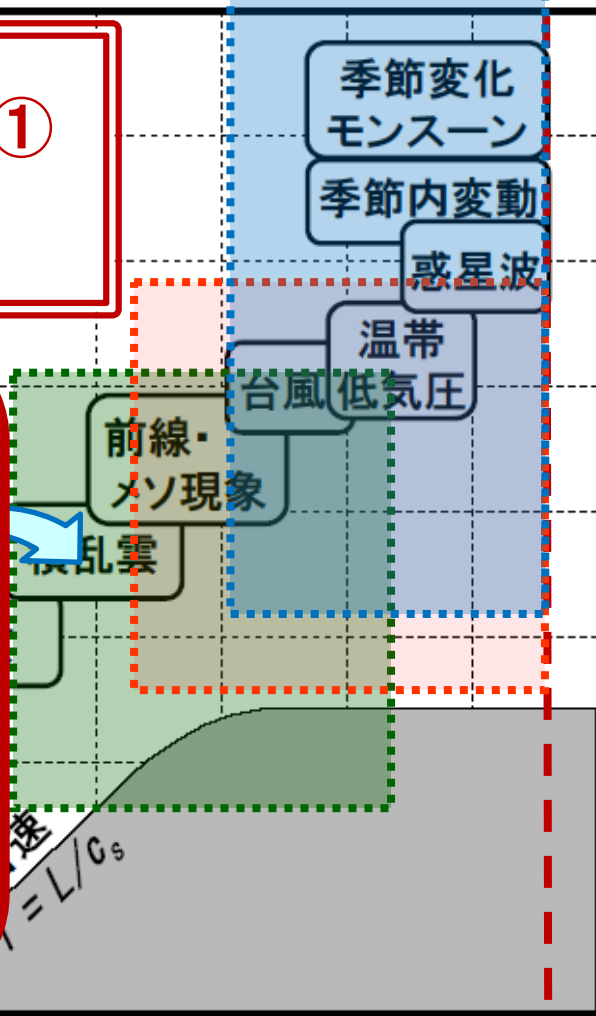 ①
季節変化
モンスーン
季節内変動
惑星波
温帯
低気圧
台風
前線・
メソ現象
積乱雲
速
= L/cs